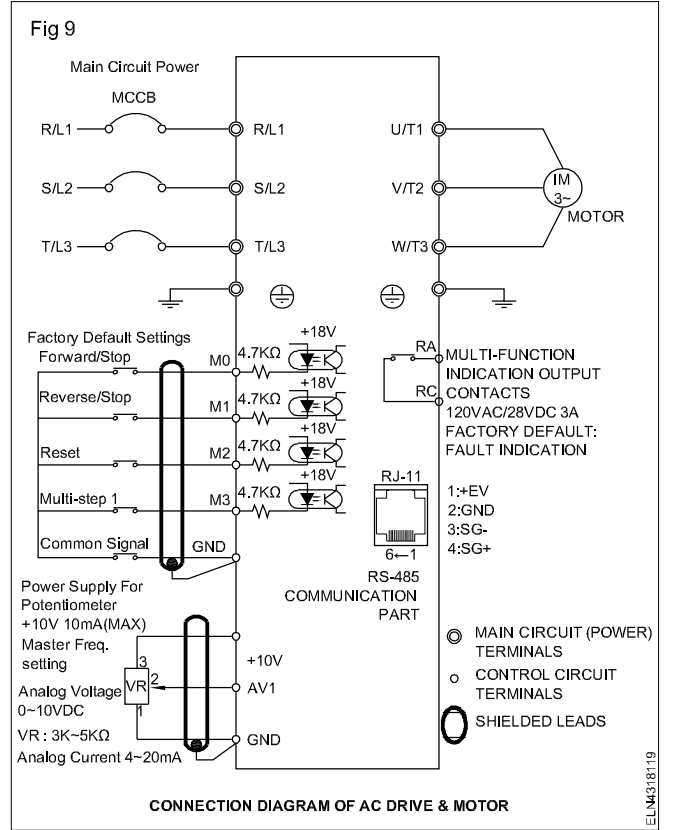 Fig 9
Main Circuit Power
MCCB
R/L1
R/L1
U/T1
S/L2
S/L2
V/T2
IM
3~
MOTOR
T/L3
T/L3
W/T3
Factory Default Settings
Forward/Stop
M0
4.7KΩ
+18V
Reverse/Stop
M1
4.7KΩ
+18V
Reset
M2
4.7KΩ
+18V
Multi-step 1
M3
4.7KΩ
+18V
Common Signal
GND
RA
RC
MULTI-FUNCTION
INDICATION OUTPUT
CONTACTS
120VAC/28VDC 3A
FACTORY DEFAULT:
FAULT INDICATION
RJ-11
6←1
1:+EV
2:GND
3:SG-
4:SG+
RS-485
COMMUNICATION
PART
Power Supply For
Potentiometer
+10V 10mA(MAX)
Master Freq.
setting
3
VR
2
1
Analog Voltage
0~10VDC
VR : 3K~5KΩ
Analog Current 4~20mA
+10V
AV1
GND
MAIN CIRCUIT (POWER)
TERMINALS
CONTROL CIRCUIT
TERMINALS
SHIELDED LEADS
CONNECTION DIAGRAM OF AC DRIVE & MOTOR
ELN4318119